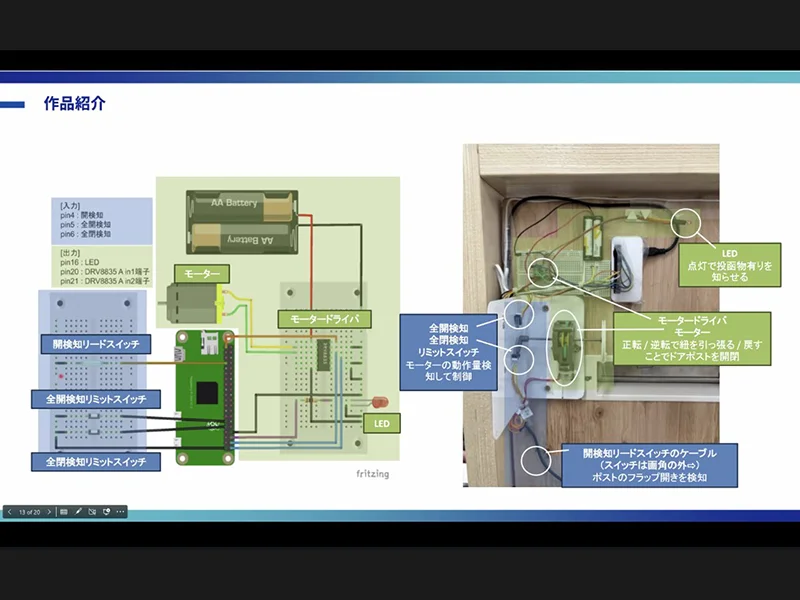 作品紹介
[入力]
pin4 : 開検知
pin5 : 全開検知
pin6 : 全閉検知
[出力]
pin16 : LED
pin20 : DRV8835 A in1端子
pin21 : DRV8835 A in2端子
AA Battery
AA Battery
モーター
モータードライバ
開検知リードスイッチ
全開検知リミットスイッチ
全閉検知リミットスイッチ
LED
fritzing
LED
点灯で投函物有りを
知らせる
モータードライバ
モーター
正転 / 逆転で紐を引っ張る / 戻す
ことでドアポストを開閉
全開検知
全閉検知
リミットスイッチ
モーターの動作量検
知して制御
開検知リードスイッチのケーブル
（スイッチは画角の外⇨）
ポストのフラップ開きを検知
13 of 20